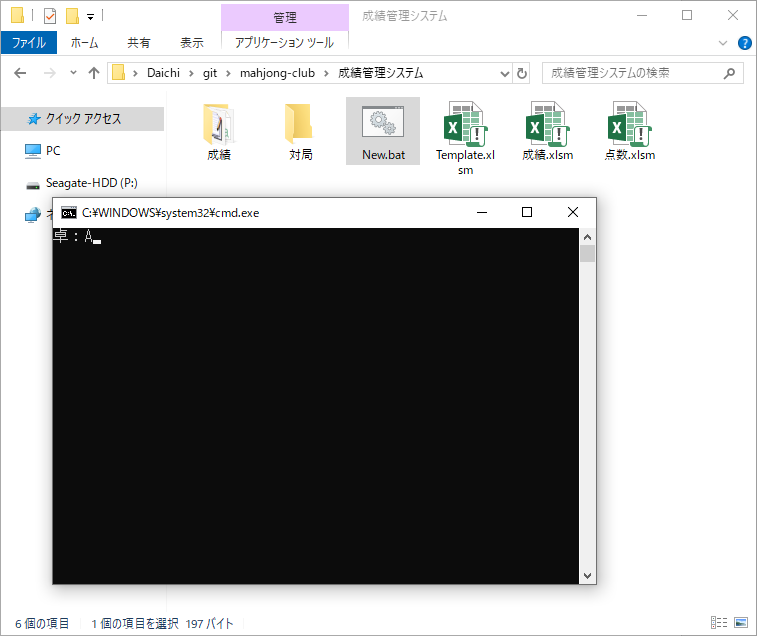 管理
成績管理システム
ファイル
ホーム
共有
表示
アプリケーション ツール
Daichi
git
mahjong-club
成績管理システム
成績管理システムの検索
クイック アクセス
PC
Seagate-HDD (P:)
成績
対局
New.bat
Template.xl
sm
成績.xlsm
点数.xlsm
C:¥WINDOWS¥system32¥cmd.exe
卓：A
6 個の項目
1 個の項目を選択 197 バイト